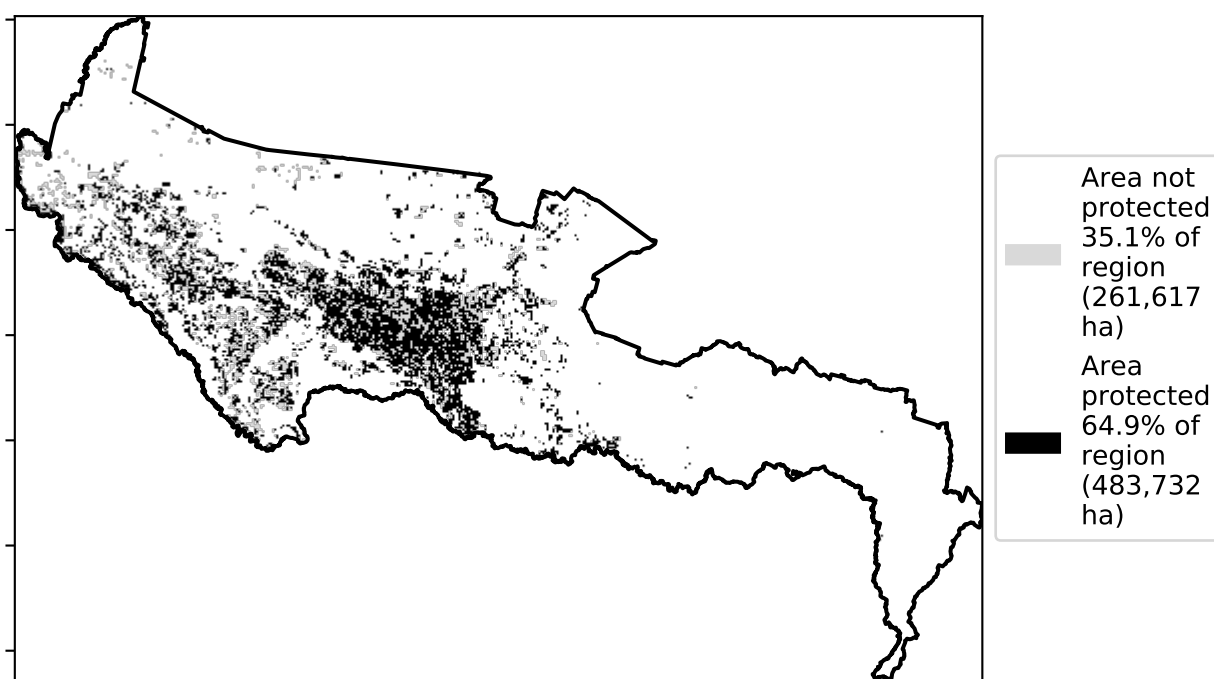 Area not
protected
35.1% of
region
(261,617
ha)
Area
protected
64.9% of
region
(483,732
ha)